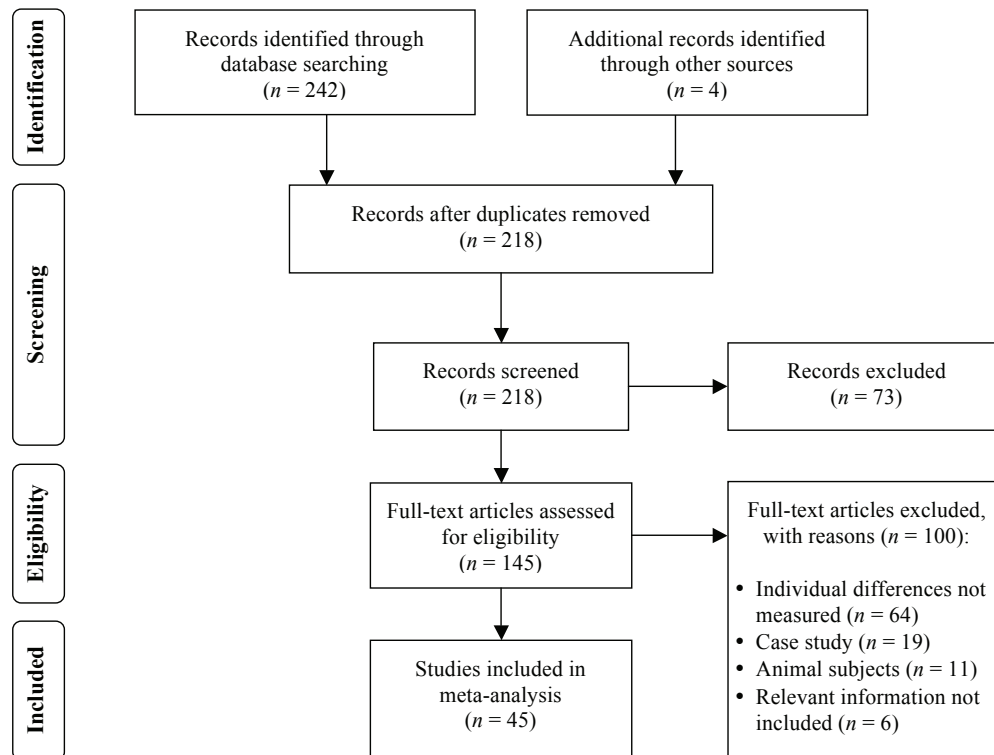 Identification
Records identified through
database searching
(n = 242)
Additional records identified
through other sources
(n = 4)
Screening
Records after duplicates removed
(n = 218)
Records screened
(n = 218)
Records excluded
(n = 73)
Eligibility
Full-text articles assessed
for eligibility
(n = 145)
Full-text articles excluded,
with reasons (n = 100):
• Individual differences not
measured (n = 64)
• Case study (n = 19)
• Animal subjects (n = 11)
• Relevant information not
included (n = 6)
Included
Studies included in
meta-analysis
(n = 45)